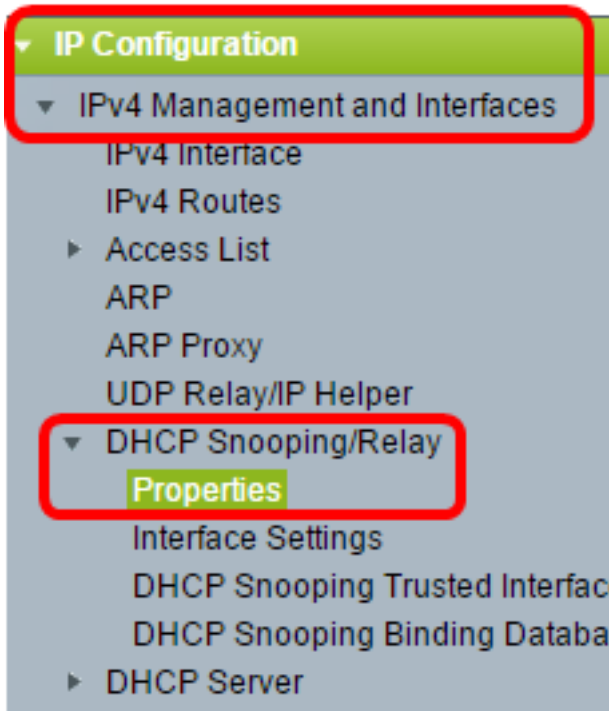 IP Configuration
IPv4 Management and Interfaces
IPv4 Interface
IPv4 Routes
Access List
ARP
ARP Proxy
UDP Relay/IP Helper
DHCP Snooping/Relay
Properties
Interface Settings
DHCP Snooping Trusted Interfac
DHCP Snooping Binding Databa
DHCP Server